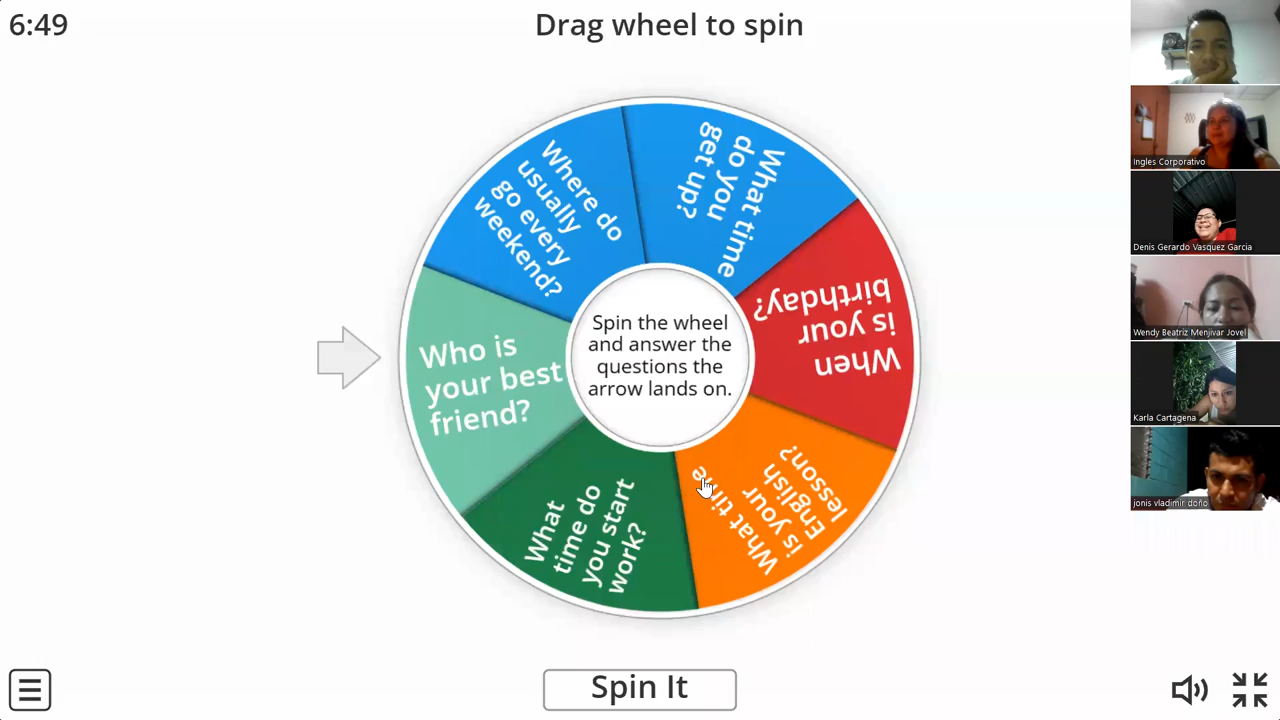 6:49
Drag wheel to spin
Where do
usually
go every
weekend?
What time
do you
get up?
When
is your
birthday?
What time
is your
English
lesson?
What
time do
you start
work?
Who is
your best
friend?
Spin the wheel
and answer the
questions the
arrow lands on.
Spin It
Ingles Corporativo
Denis Gerardo Vasquez Garcia
Wendy Beatriz Menjivar Jovel
Karla Cartagena
jonis vladimir doño